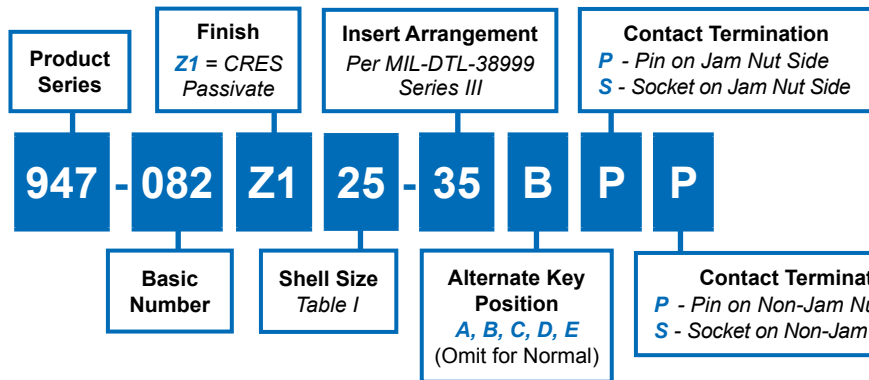 Product
Series
Finish
Z1 = CRES
Passivate
Insert Arrangement
Per MIL-DTL-38999
Series III
Contact Termination
P - Pin on Jam Nut Side
S - Socket on Jam Nut Side
947 - 082 Z1 25 - 35 B P P
Basic
Number
Shell Size
Table I
Alternate Key
Position
A, B, C, D, E
(Omit for Normal)
Contact
P - Pin on Non-Jam
S - Socket on Non-Jam